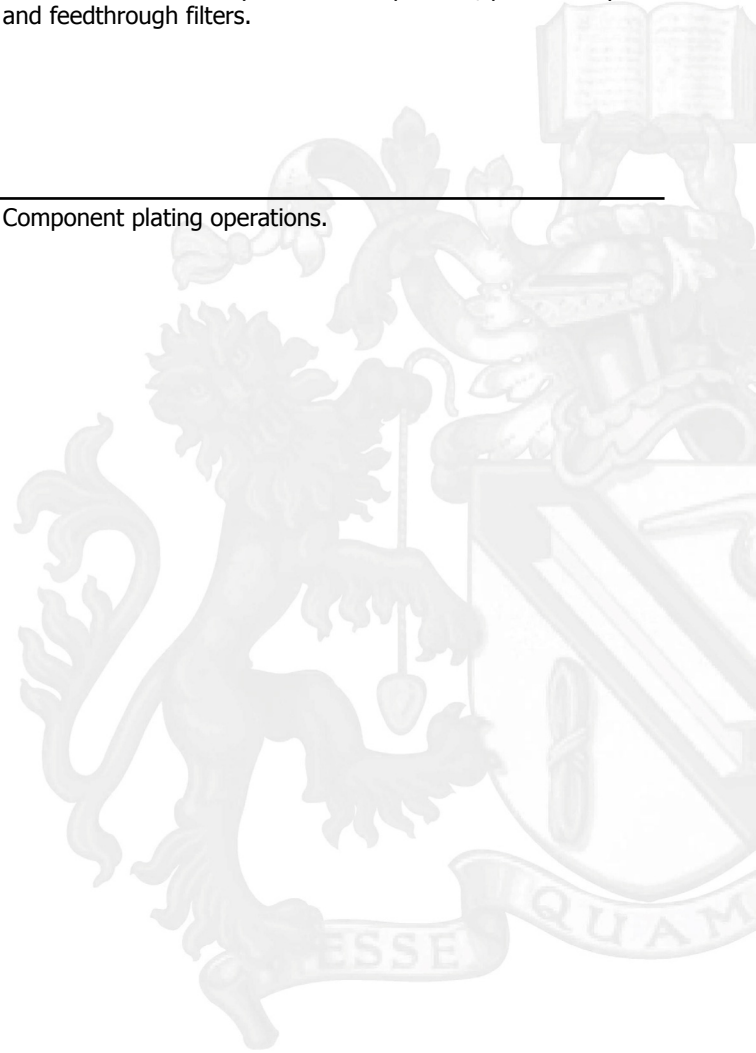 and feedthrough filters.
Component plating operations.
ESSE
QUAM